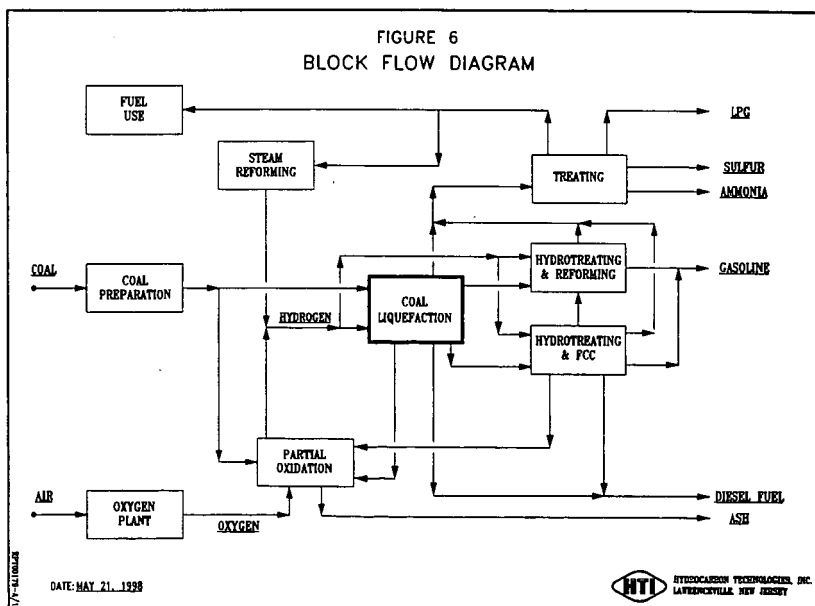 FIGURE 6
BLOCK FLOW DIAGRAM
FUEL
USE
LPG
STEAM
REFORMING
TREATING
SULFUR
AMMONIA
COAL
COAL
PREPARATION
HYDROGEN
COAL
LIQUEFACTION
HYDROTREATING
& REFORMING
GASOLINE
HYDROTREATING
& FCC
PARTIAL
OXIDATION
AIR
OXYGEN
PLANT
OXYGEN
DIESEL FUEL
ASH
DATE: MAY 21, 1998
HTI
HYDROCARBON TECHNOLOGIES, INC.
LAWRENCEVILLE, NEW JERSEY